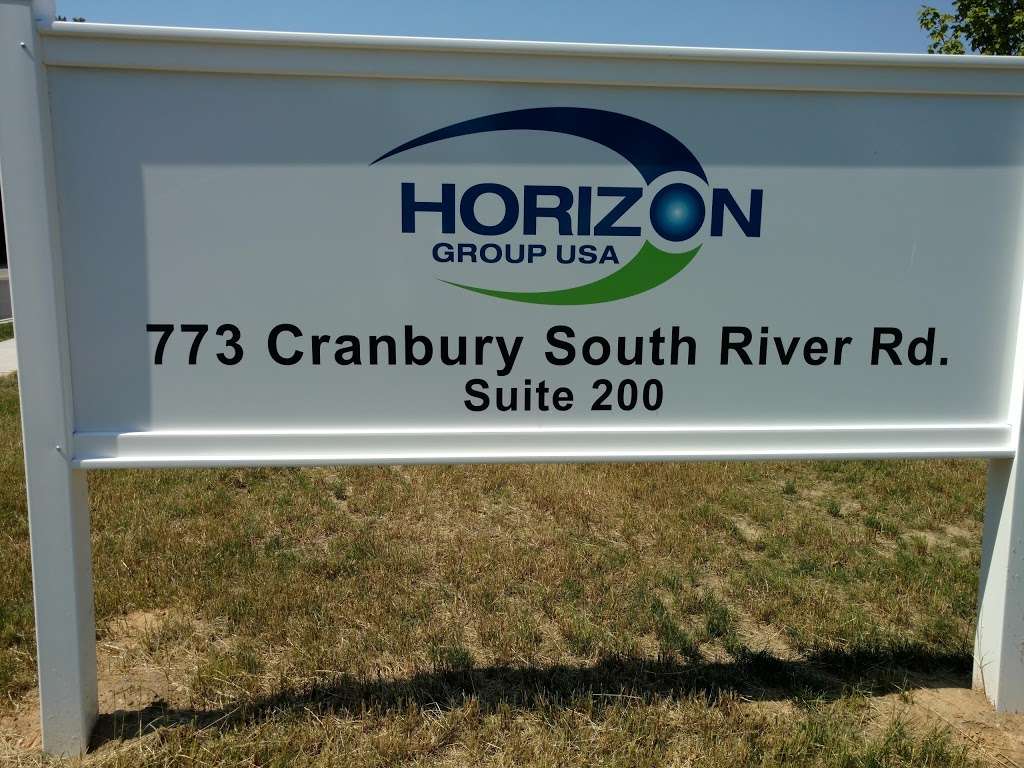 HORIZON
GROUP USA
773 Cranbury South River Rd.
Suite 200